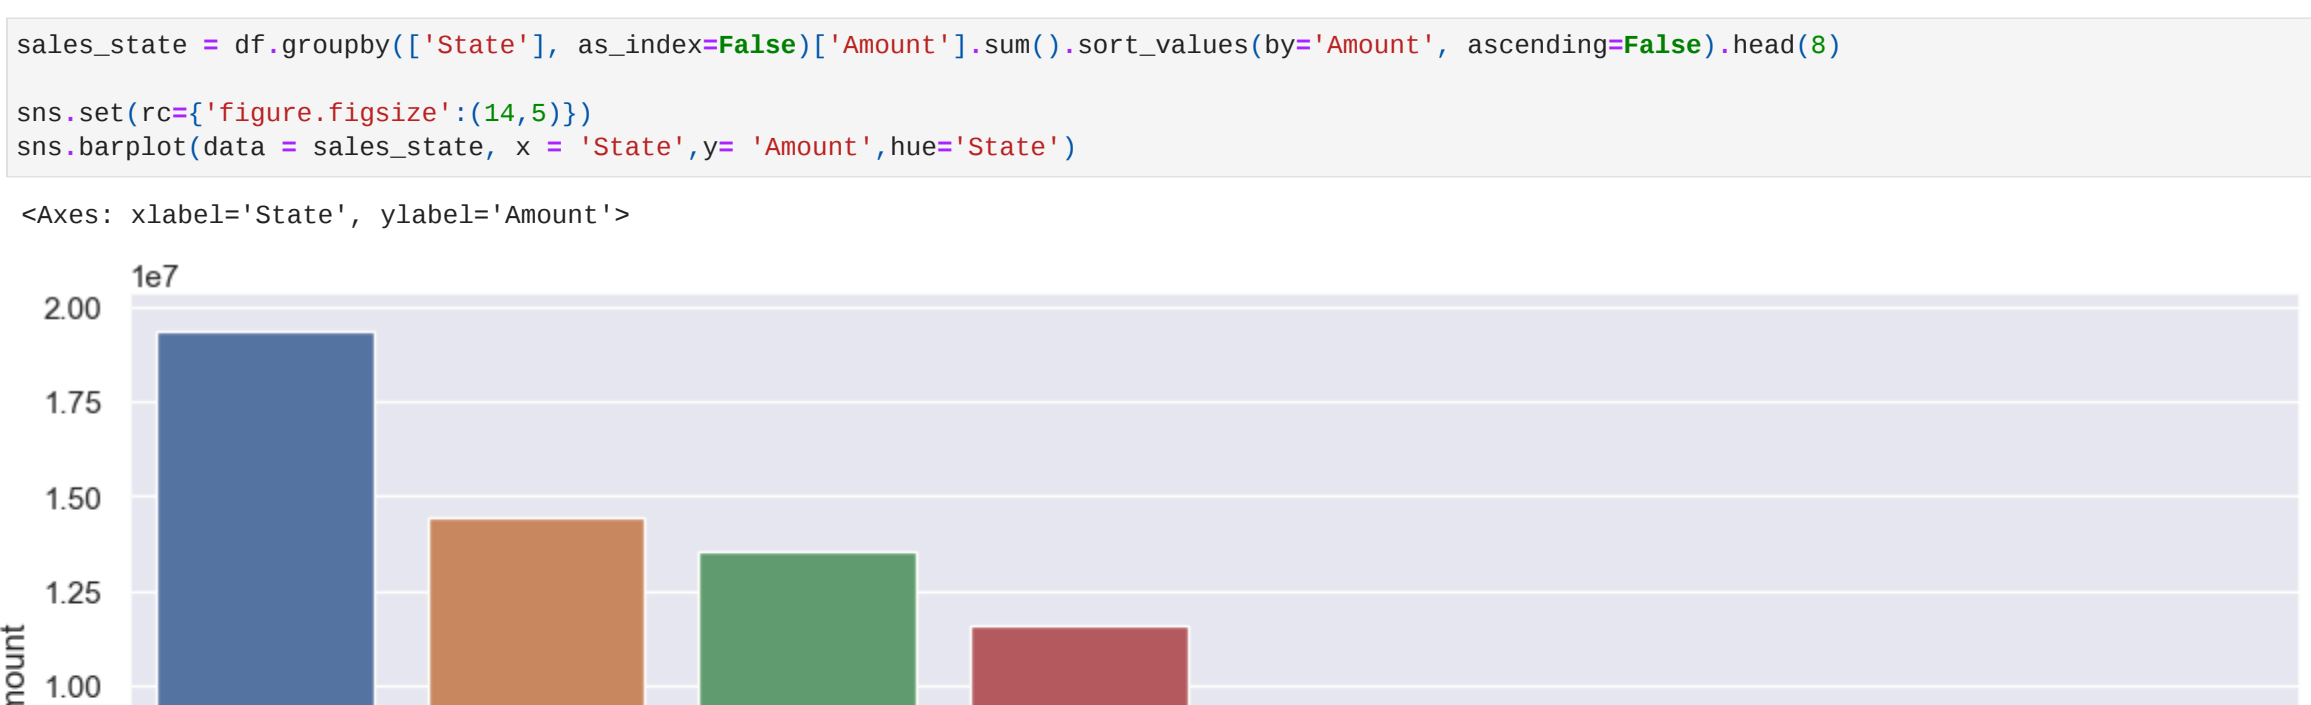 sales_state = df.groupby(['State'], as_index=False)['Amount'].sum().sort_values(by='Amount', ascending=False).head(8)
sns.set(rc={'figure.figsize':(14,5)})
sns.barplot(data = sales_state, x = 'State',y= 'Amount',hue='State')
<Axes: xlabel='State', ylabel='Amount'>
1e7
2.00
1.75
1.50
1.25
1.00
mount